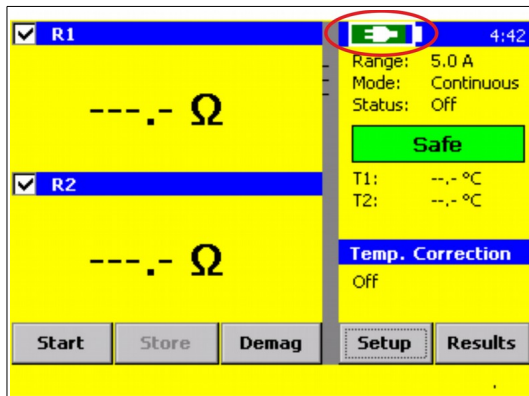 R1
---.- Ω
R2
---.- Ω
4:42
Range: 5.0 A
Mode: Continuous
Status: Off
Safe
T1: --.- °C
T2: --.- °C
Temp. Correction
Off
Start
Store
Demag
Setup
Results